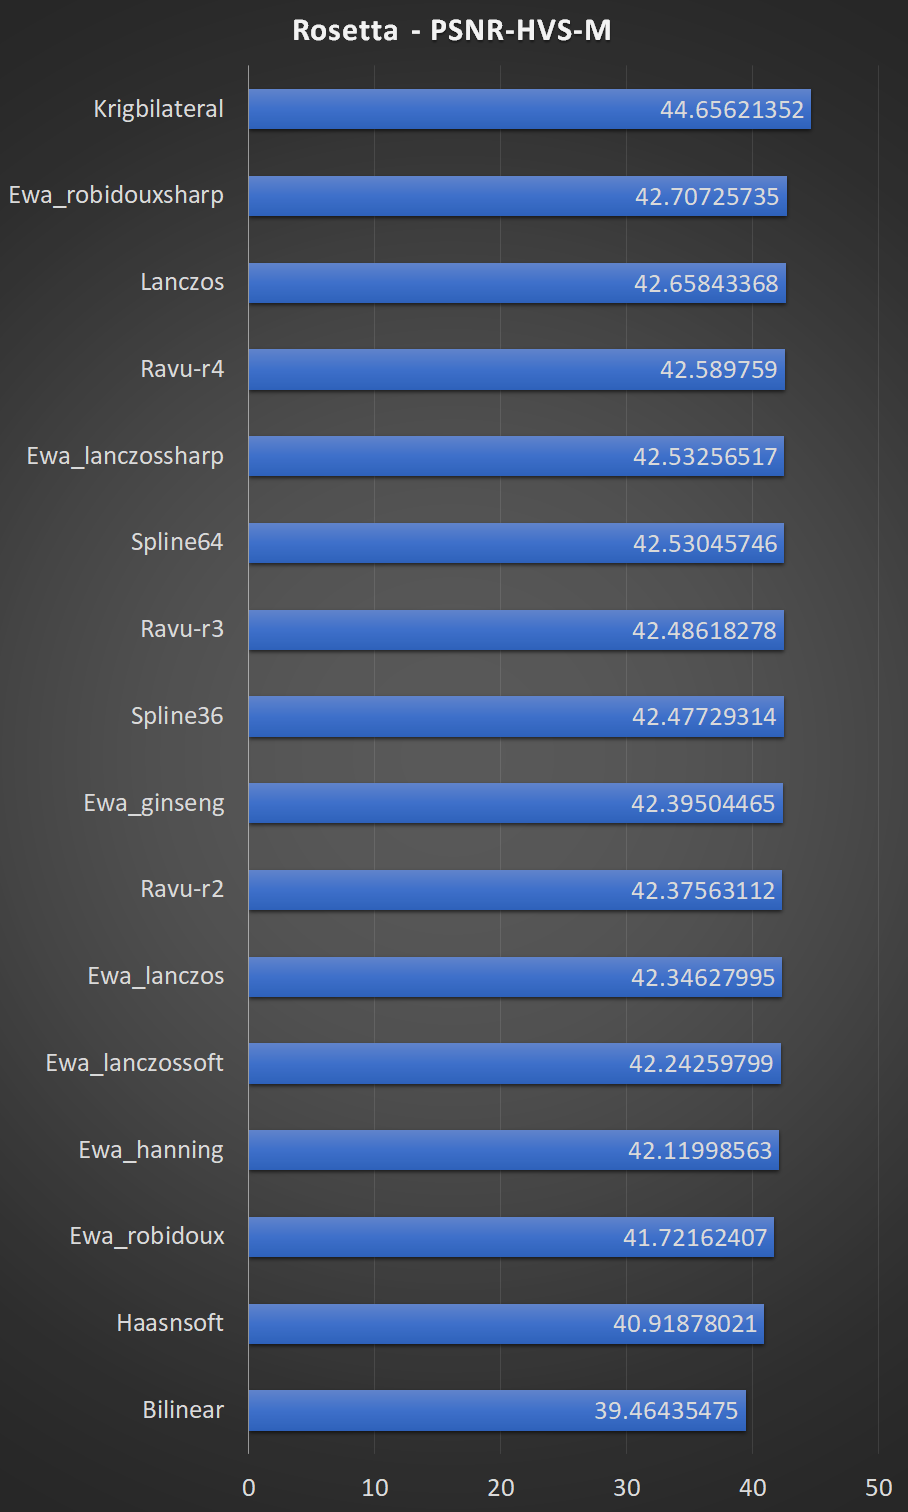 Rosetta - PSNR-HVS-M
Krigbilateral 44.65621352
Ewa_robidouxsharp 42.70725735
Lanczos 42.65843368
Ravu-r4 42.589759
Ewa_lanczossharp 42.53256517
Spline64 42.53045746
Ravu-r3 42.48618278
Spline36 42.47729314
Ewa_ginseng 42.39504465
Ravu-r2 42.37563112
Ewa_lanczos 42.34627995
Ewa_lanczossoft 42.24259799
Ewa_hanning 42.11998563
Ewa_robidoux 41.72162407
Haasnsoft 40.91878021
Bilinear 39.46435475
0 10 20 30 40 50